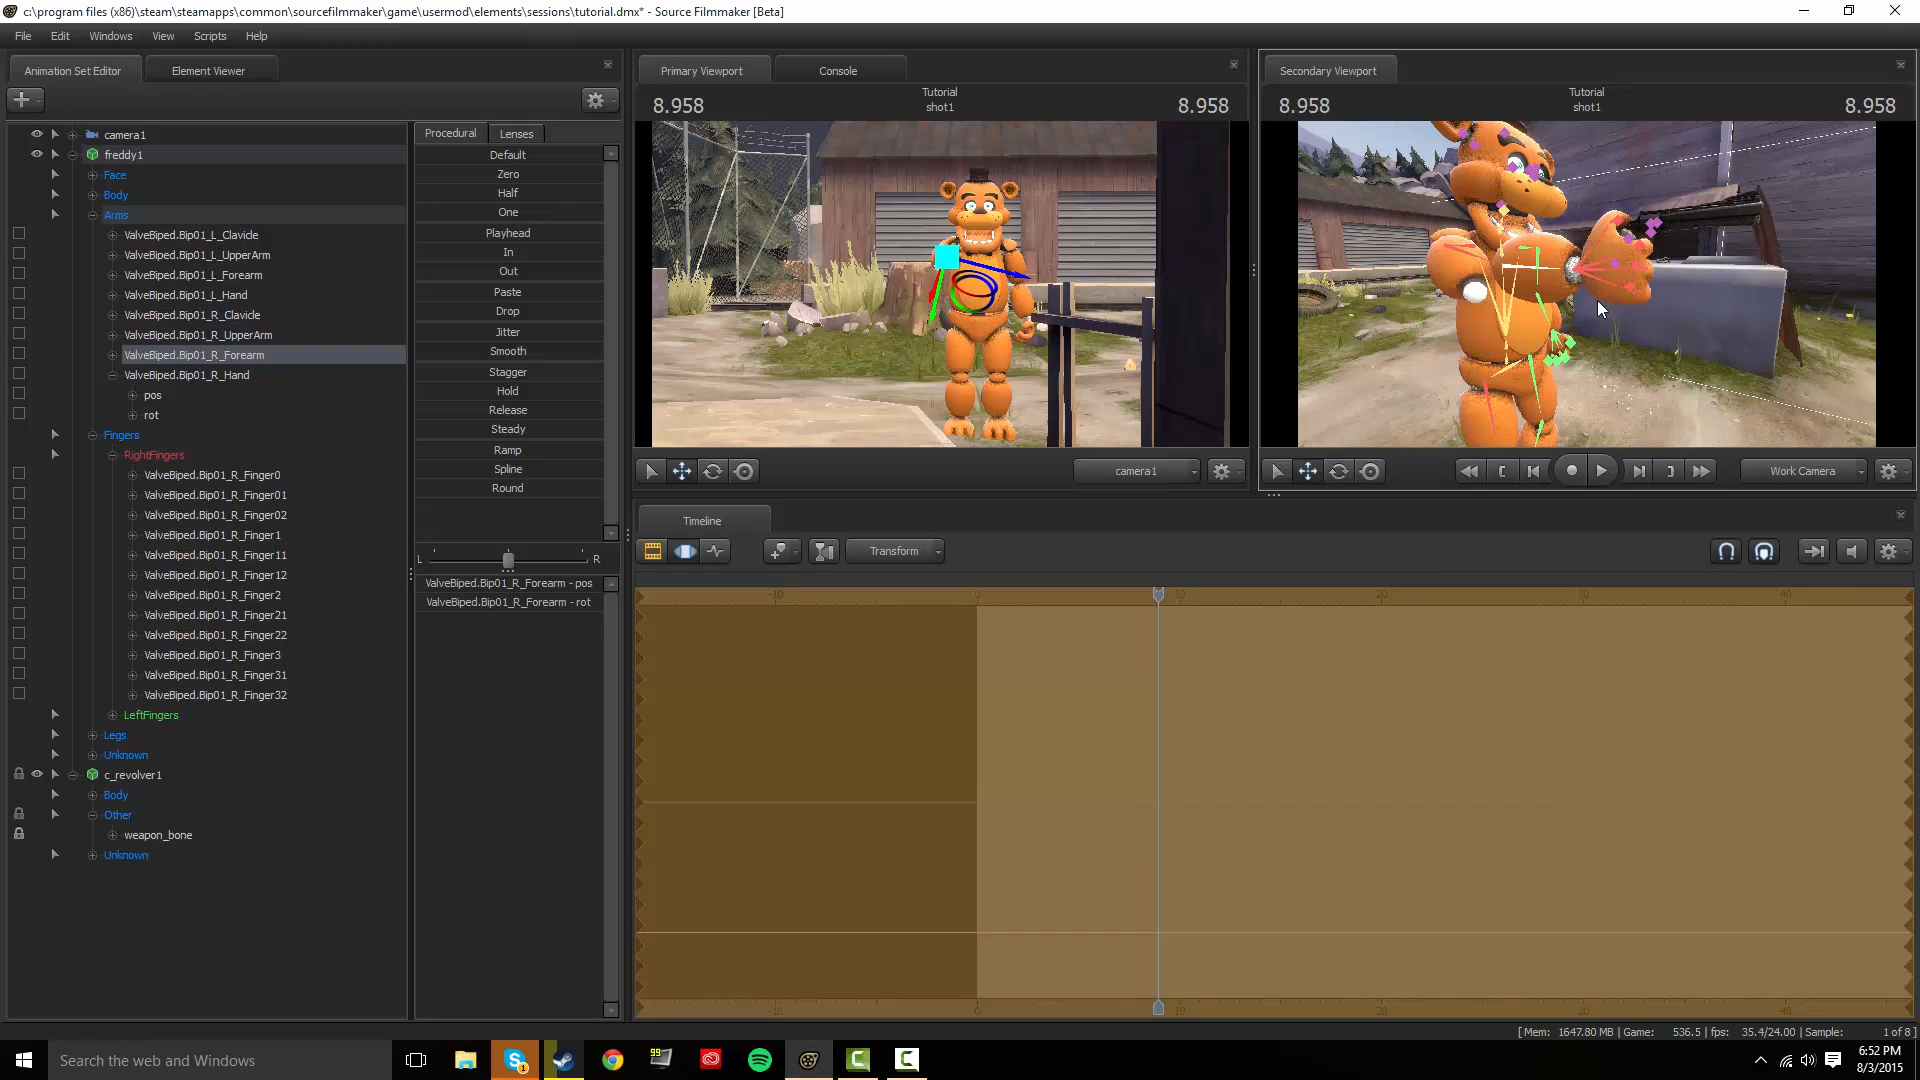 c:\program files (x86)\steam\steamapps\common\sourcefilmmaker\game\usermod\elements\sessions\tutorial.dmx* - Source Filmmaker [Beta]
File Edit Windows View Scripts Help
Animation Set Editor Element Viewer
camera1
freddy1
Face
Body
Arms
ValveBiped.Bip01_L_Clavicle
ValveBiped.Bip01_L_UpperArm
ValveBiped.Bip01_L_Forearm
ValveBiped.Bip01_L_Hand
ValveBiped.Bip01_R_Clavicle
ValveBiped.Bip01_R_UpperArm
ValveBiped.Bip01_R_Forearm
ValveBiped.Bip01_R_Hand
pos
rot
Fingers
RightFingers
ValveBiped.Bip01_R_Finger0
ValveBiped.Bip01_R_Finger01
ValveBiped.Bip01_R_Finger02
ValveBiped.Bip01_R_Finger1
ValveBiped.Bip01_R_Finger11
ValveBiped.Bip01_R_Finger12
ValveBiped.Bip01_R_Finger2
ValveBiped.Bip01_R_Finger21
ValveBiped.Bip01_R_Finger22
ValveBiped.Bip01_R_Finger3
ValveBiped.Bip01_R_Finger31
ValveBiped.Bip01_R_Finger32
LeftFingers
Legs
Unknown
c_revolver1
Body
Other
weapon_bone
Unknown
Procedural Lenses
Default
Zero
Half
One
Playhead
In
Out
Paste
Drop
Jitter
Smooth
Stagger
Hold
Release
Steady
Ramp
Spline
Round
L R
ValveBiped.Bip01_R_Forearm - pos
ValveBiped.Bip01_R_Forearm - rot
Primary Viewport Console
8.958 Tutorial 8.958
shot1
camera1
Secondary Viewport
8.958 Tutorial 8.958
shot1
Work Camera
Timeline
Transform
-10 0 10 20 30 40
-10 0 10 20 30 40
[ Mem: 1647.80 MB | Game: 536.5 | fps: 35.4/24.00 | Sample: 1 of 8 ]
Search the web and Windows
1
99
6:52 PM
8/3/2015